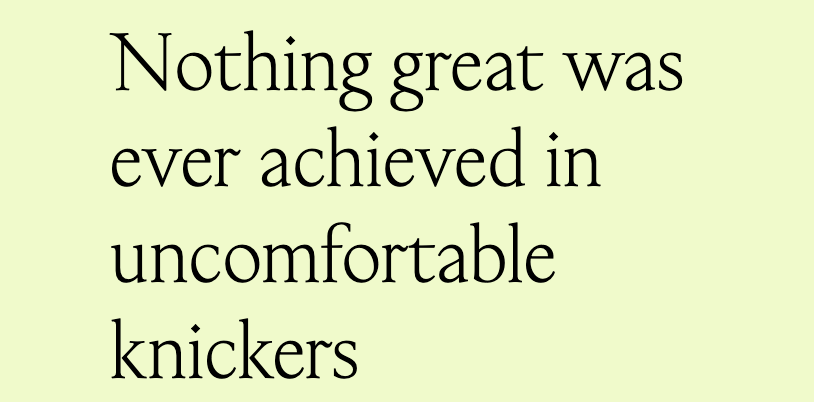 Nothing great was
ever achieved in
uncomfortable
knickers